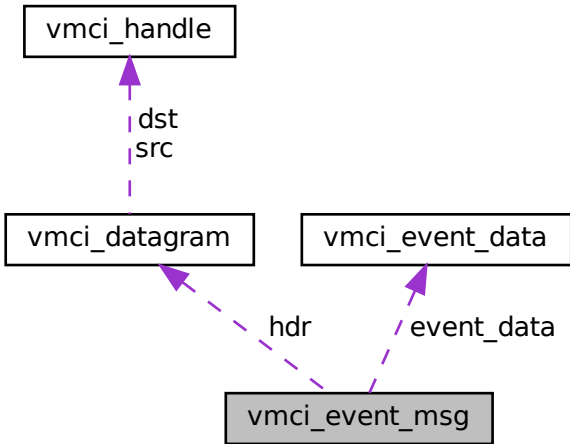 vmci_handle
dst
src
vmci_datagram
vmci_event_data
hdr
event_data
vmci_event_msg